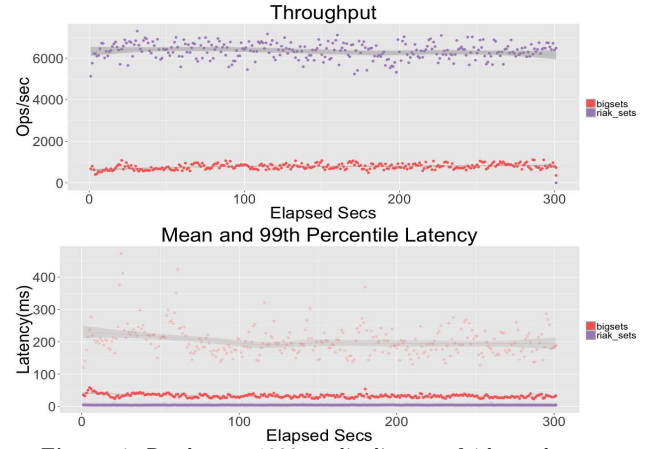 Throughput
6000
4000
2000
0
Ops/sec
0 100 200 300
Elapsed Secs
bigsets
riak_sets
Mean and 99th Percentile Latency
400
300
200
100
0
Latency(ms)
0 100 200 300
Elapsed Secs
bigsets
riak_sets